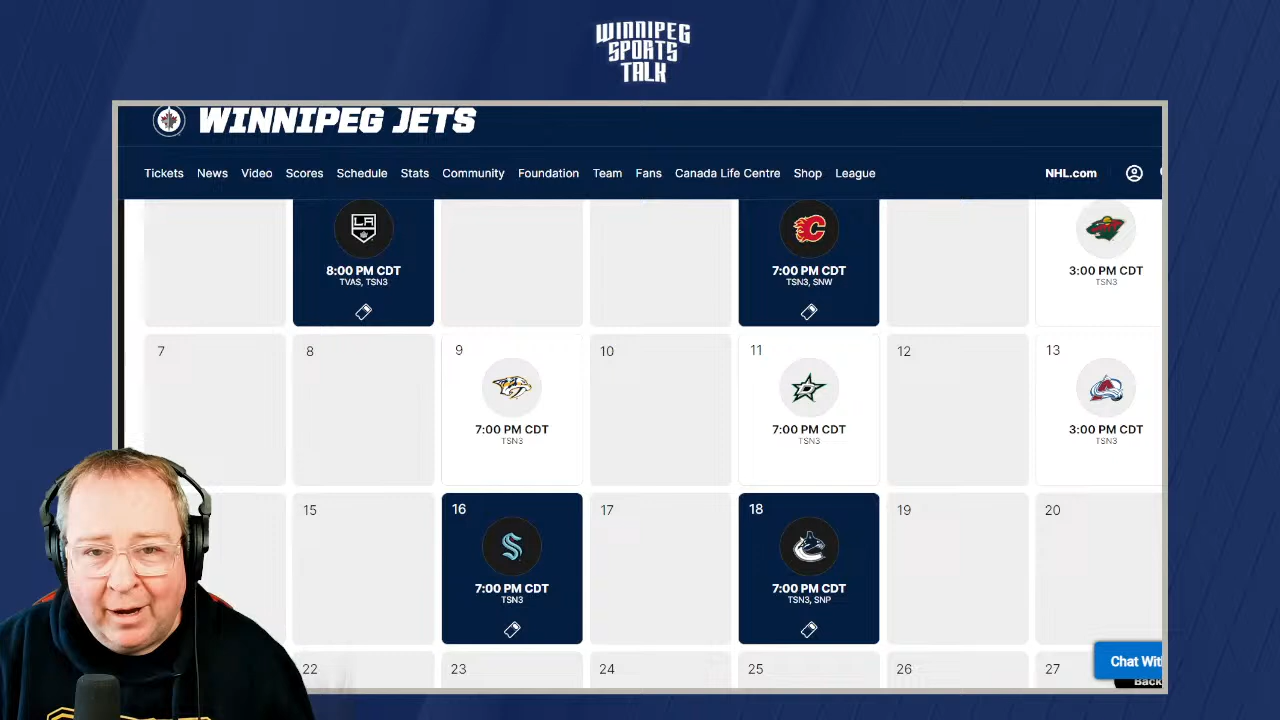 WINNIPEG
SPORTS
TALK
WINNIPEG JETS
Tickets News Video Scores Schedule Stats Community Foundation Team Fans Canada Life Centre Shop League NHL.com
LA
8:00 PM CDT
TVAS, TSN3
C
7:00 PM CDT
TSN3, SNW
3:00 PM CDT
TSN3
7 8 9 10 11 12 13
7:00 PM CDT
TSN3
D
7:00 PM CDT
TSN3
3:00 PM CDT
TSN3
15 16 17 18 19 20
S
7:00 PM CDT
TSN3
7:00 PM CDT
TSN3, SNP
22 23 24 25 26 27
Chat Wit
Back